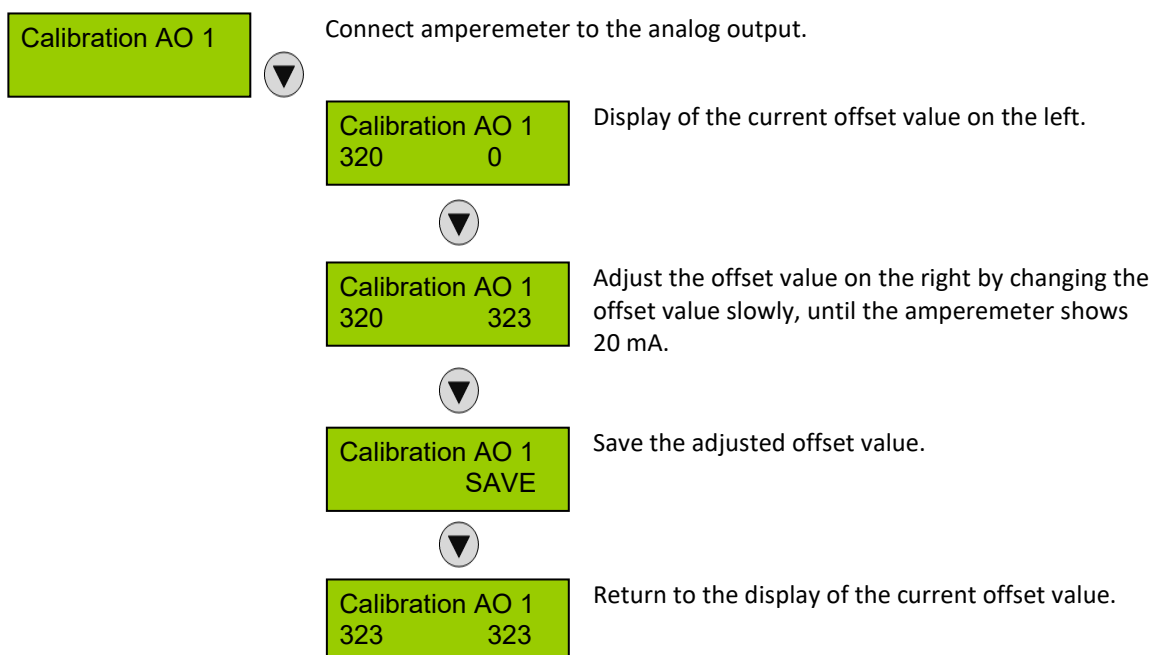 Calibration AO 1
Connect amperemeter to the analog output.
Calibration AO 1
320 0
Display of the current offset value on the left.
Calibration AO 1
320 323
Adjust the offset value on the right by changing the
offset value slowly, until the amperemeter shows
20 mA.
Calibration AO 1
SAVE
Save the adjusted offset value.
Calibration AO 1
323 323
Return to the display of the current offset value.